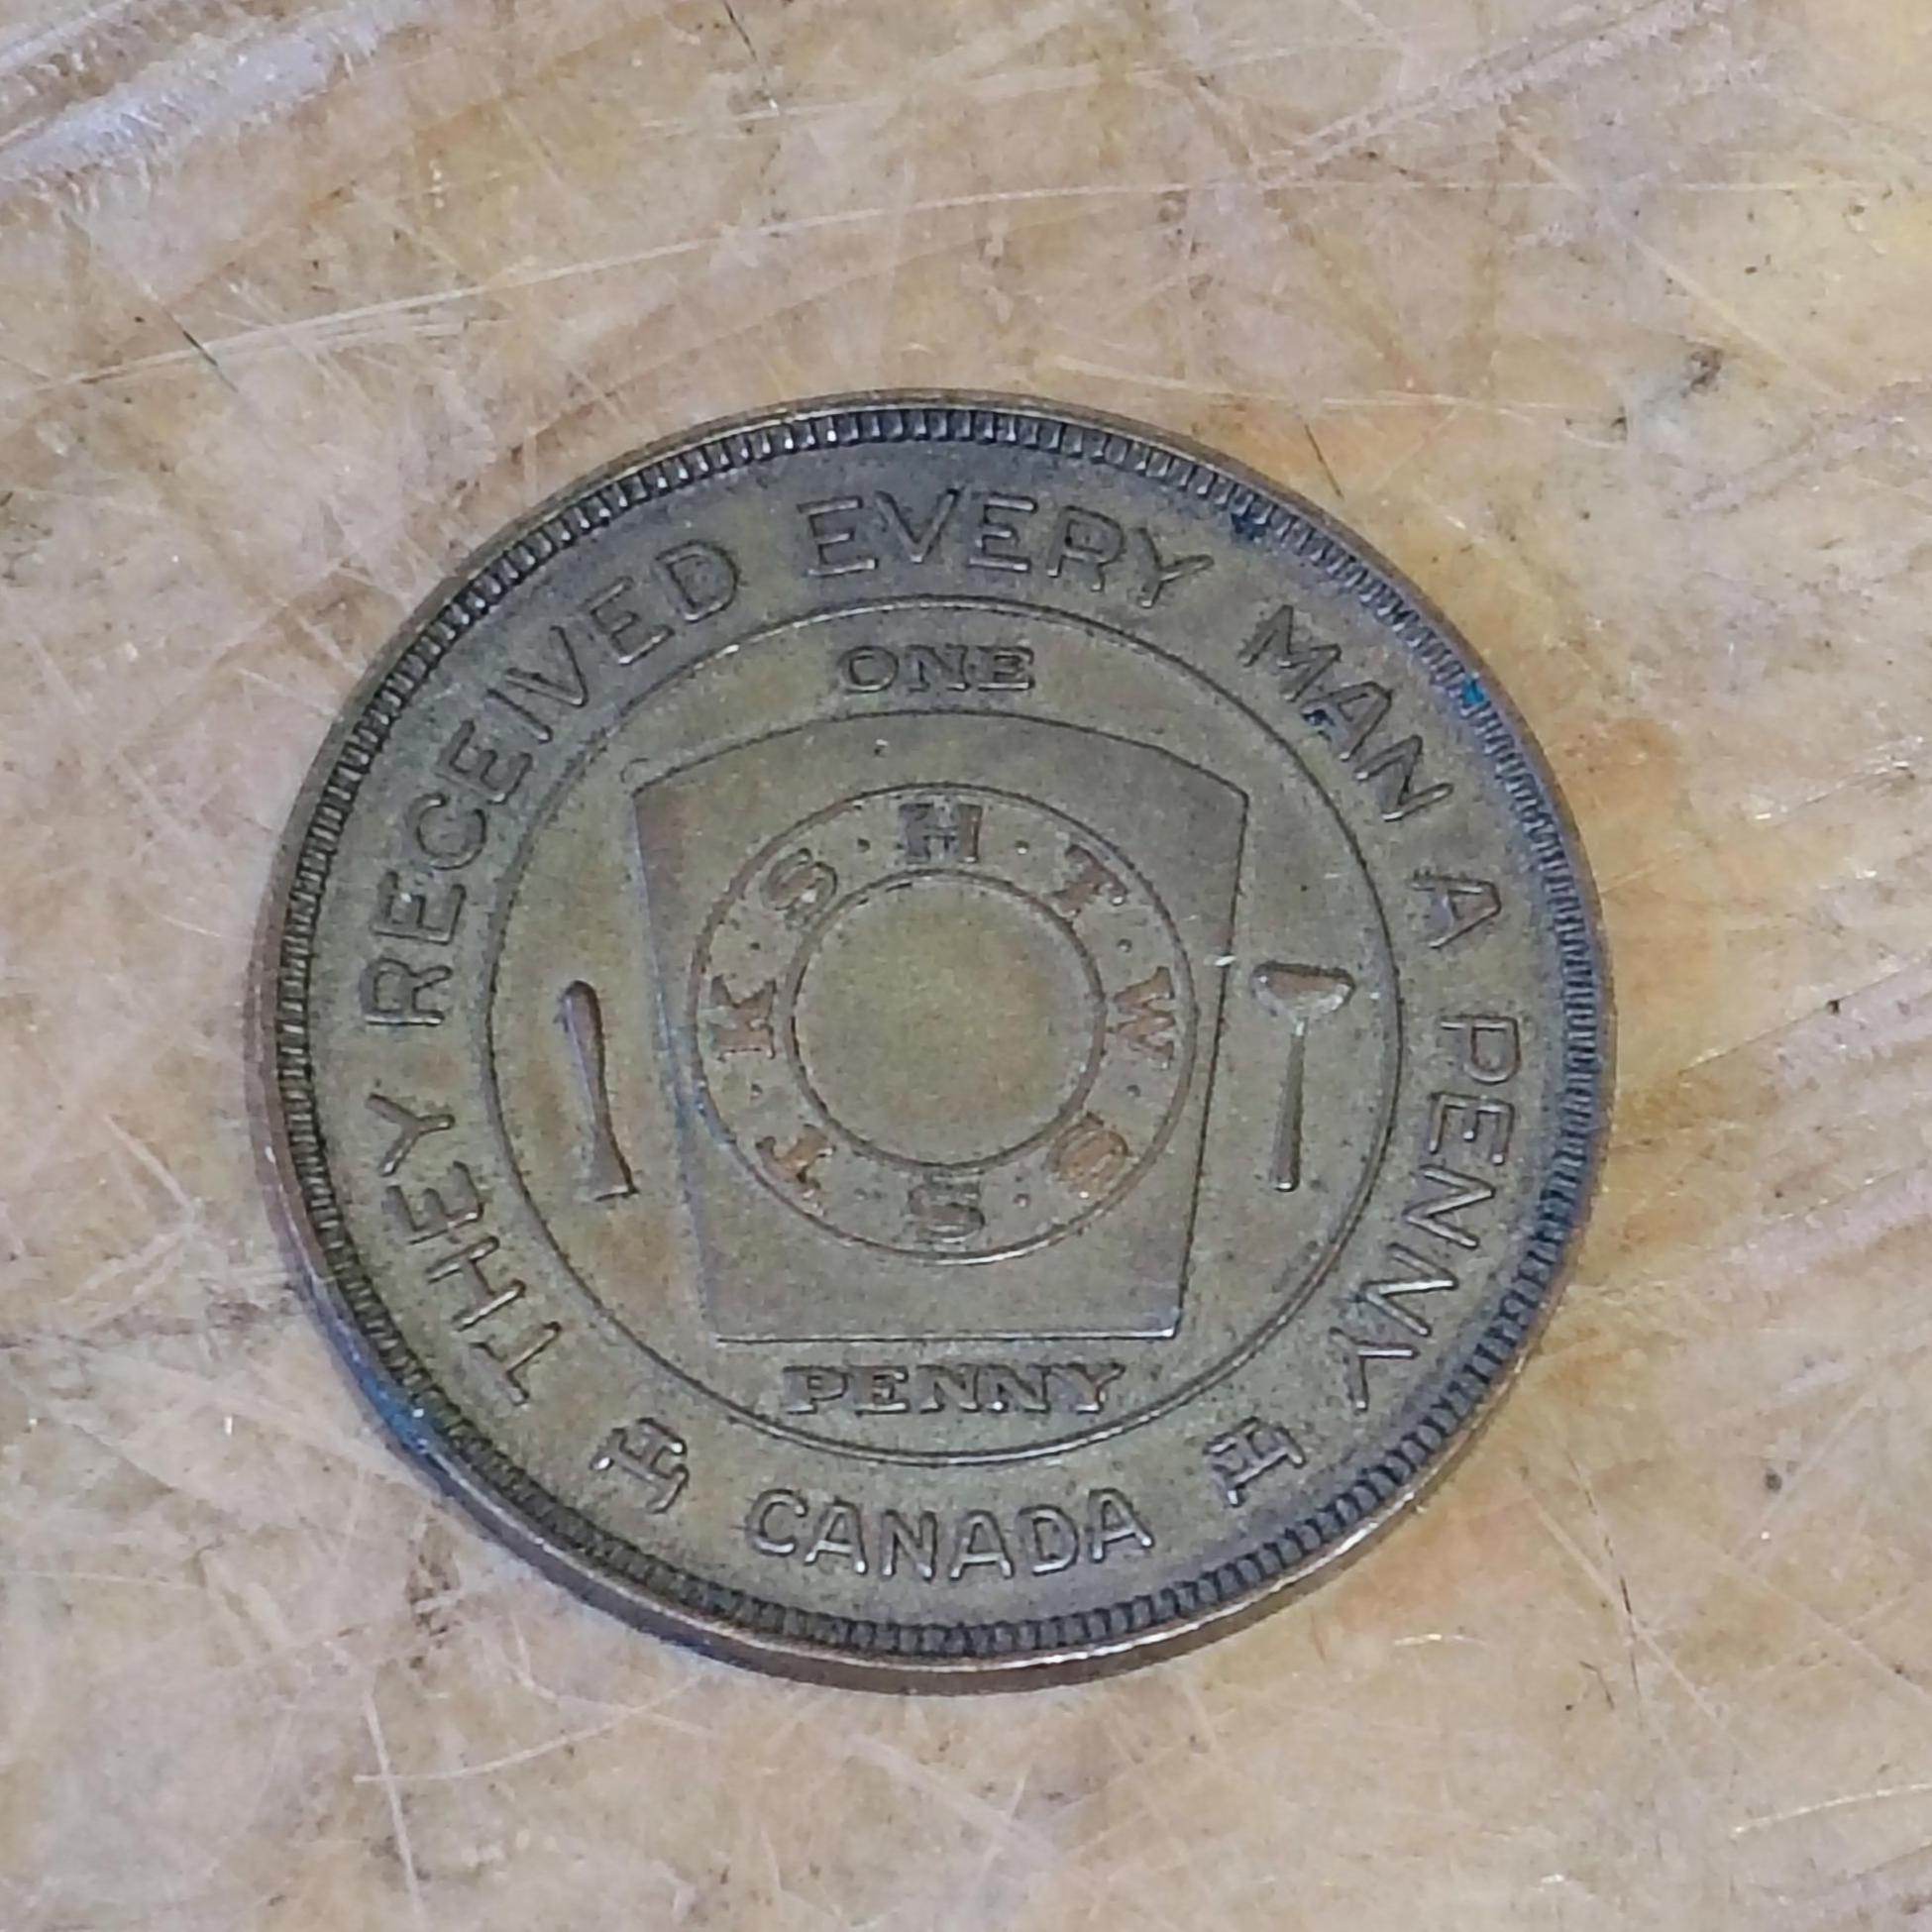 THEY RECEIVED EVERY MAN A PENNY
ONE
H·T·W·S·S·T·K·S
PENNY
CANADA